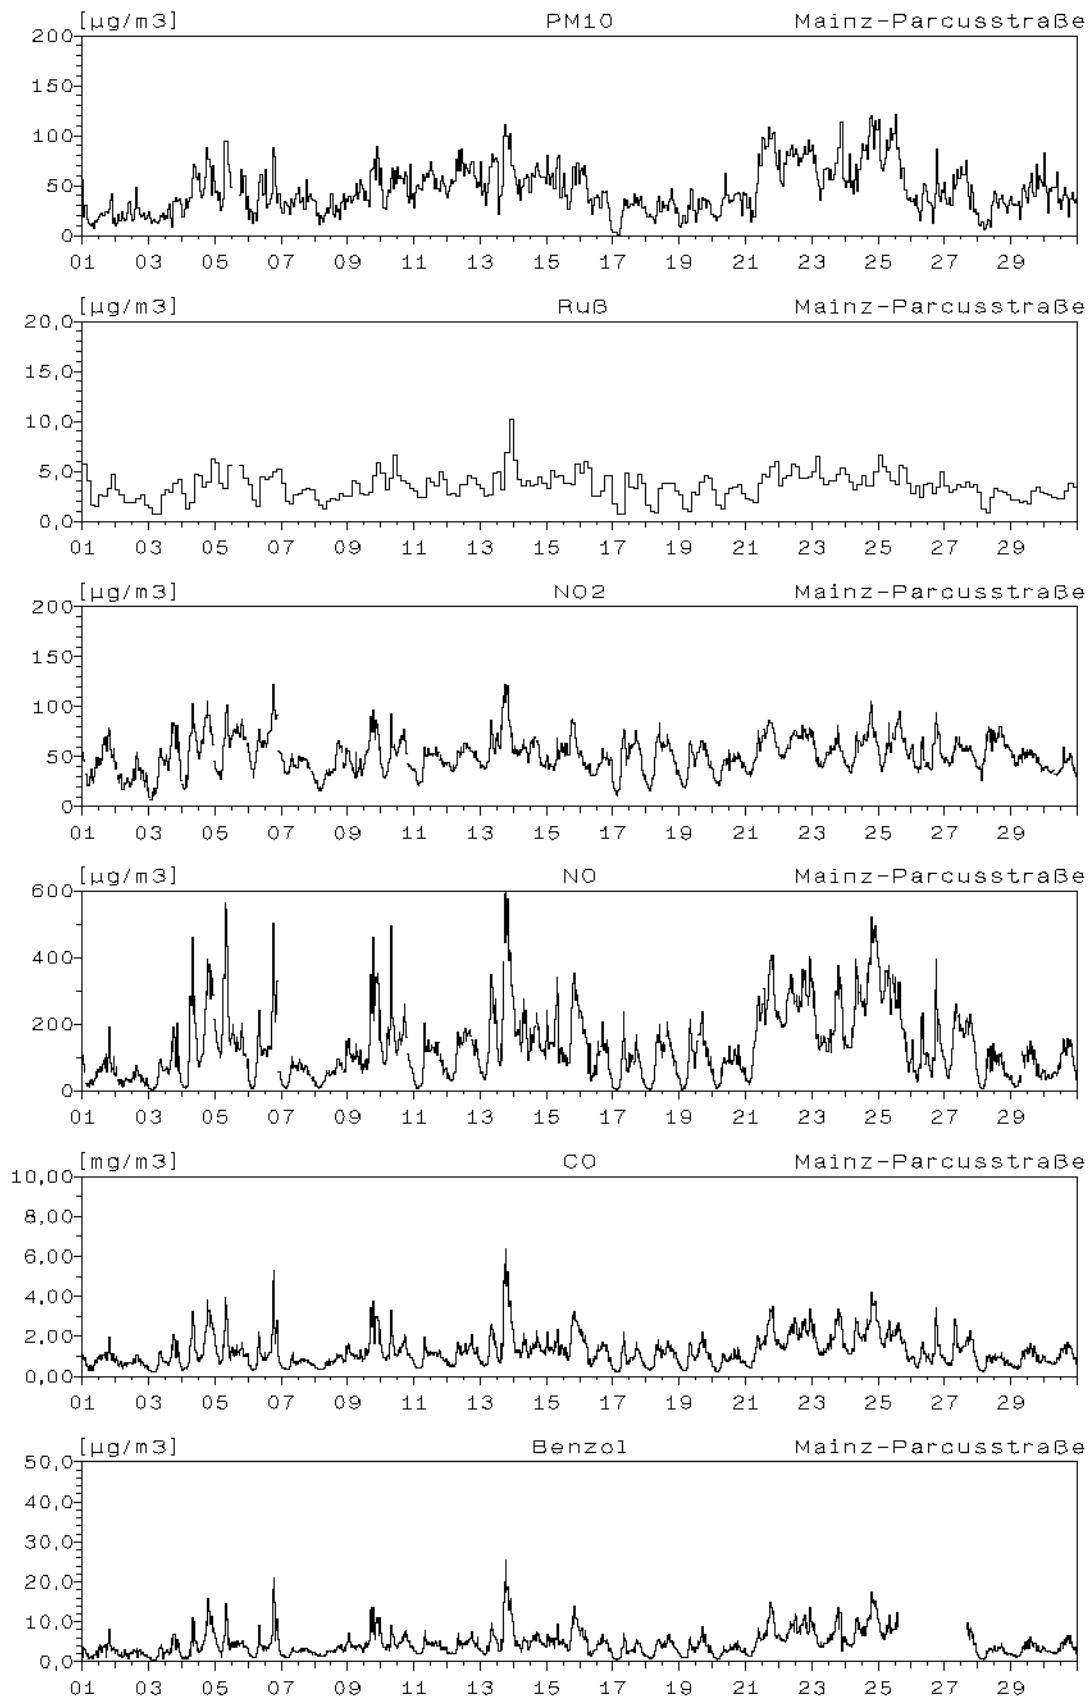 [µg/m3] PM10 Mainz-Parcusstraße
200
150
100
50
0
01 03 05 07 09 11 13 15 17 19 21 23 25 27 29
[µg/m3] Ruß Mainz-Parcusstraße
20,0
15,0
10,0
5,0
0,0
01 03 05 07 09 11 13 15 17 19 21 23 25 27 29
[µg/m3] NO2 Mainz-Parcusstraße
200
150
100
50
0
01 03 05 07 09 11 13 15 17 19 21 23 25 27 29
[µg/m3] NO Mainz-Parcusstraße
600
400
200
0
01 03 05 07 09 11 13 15 17 19 21 23 25 27 29
[mg/m3] CO Mainz-Parcusstraße
10,00
8,00
6,00
4,00
2,00
0,00
01 03 05 07 09 11 13 15 17 19 21 23 25 27 29
[µg/m3] Benzol Mainz-Parcusstraße
50,0
40,0
30,0
20,0
10,0
0,0
01 03 05 07 09 11 13 15 17 19 21 23 25 27 29